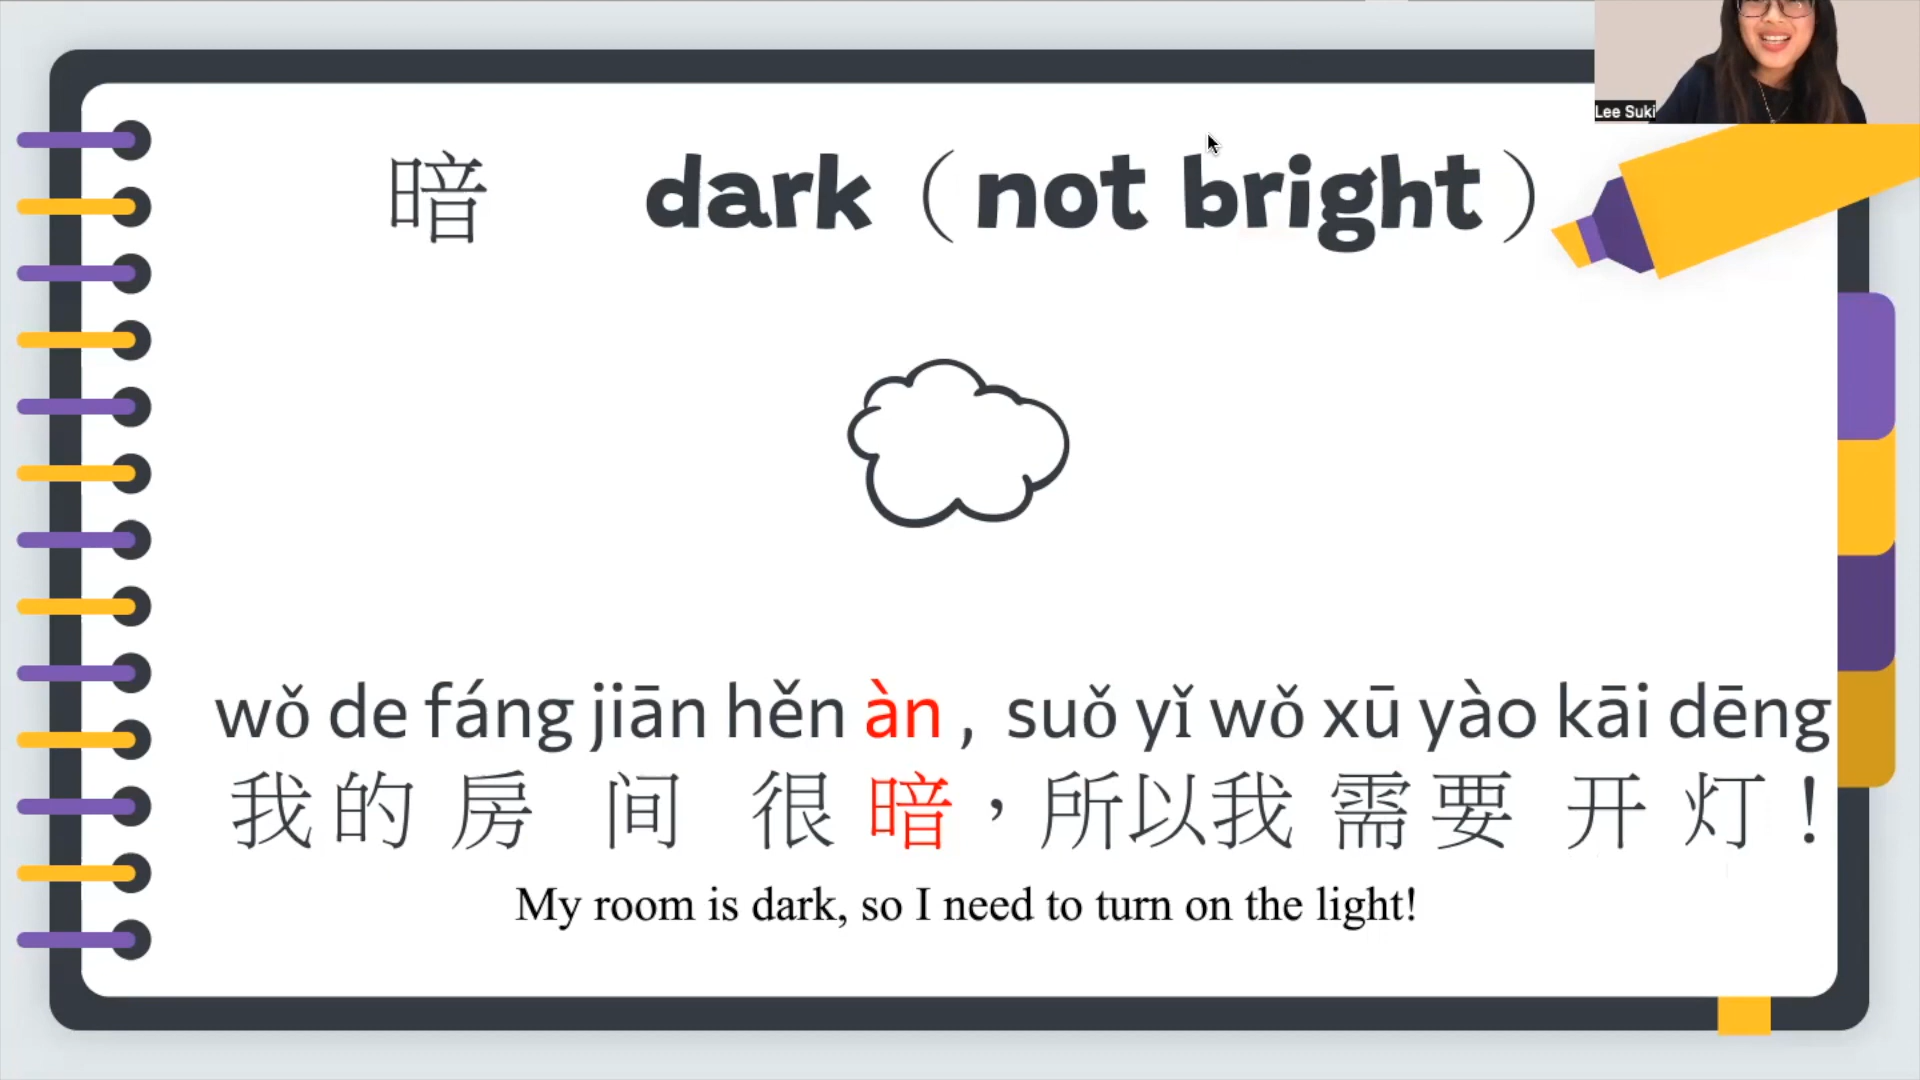 Lee Suki
暗 dark（not bright）
wǒ de fáng jiān hěn àn , suǒ yǐ wǒ xū yào kāi dēng
我的房间很暗，所以我需要开灯！
My room is dark, so I need to turn on the light!